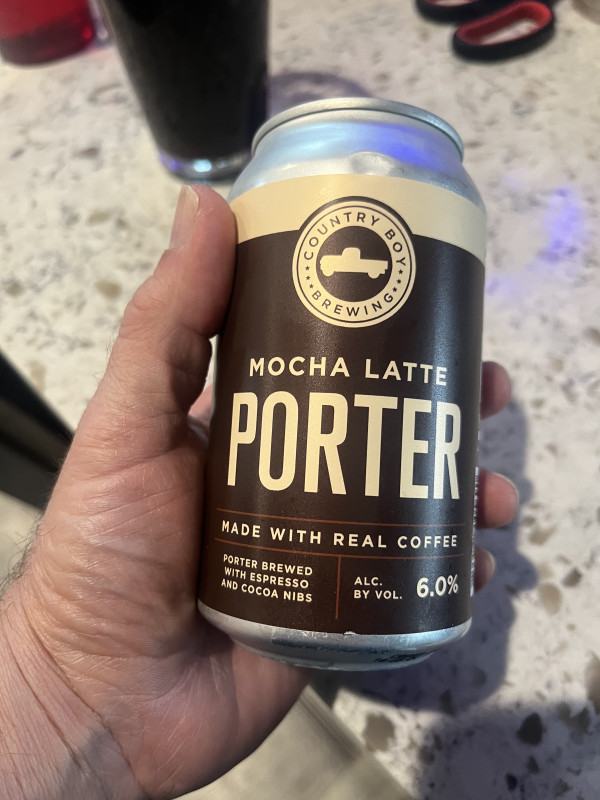 COUNTRY BOY
BREWING
MOCHA LATTE
PORTER
MADE WITH REAL COFFEE
PORTER BREWED
WITH ESPRESSO
AND COCOA NIBS
ALC.
BY VOL. 6.0%